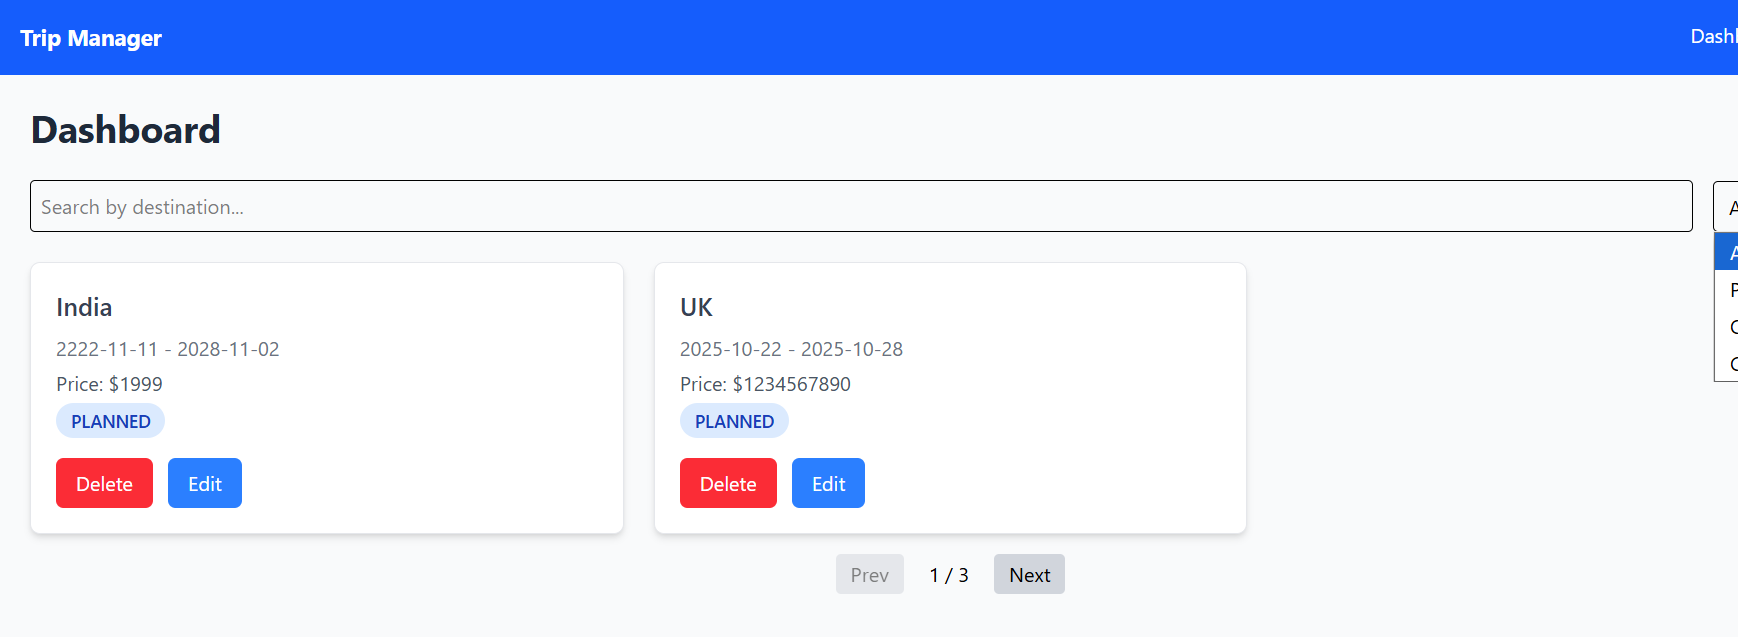 Trip Manager
Dashboard
Search by destination...
India
2222-11-11 - 2028-11-02
Price: $1999
PLANNED
Delete Edit
UK
2025-10-22 - 2025-10-28
Price: $1234567890
PLANNED
Delete Edit
Prev 1 / 3 Next